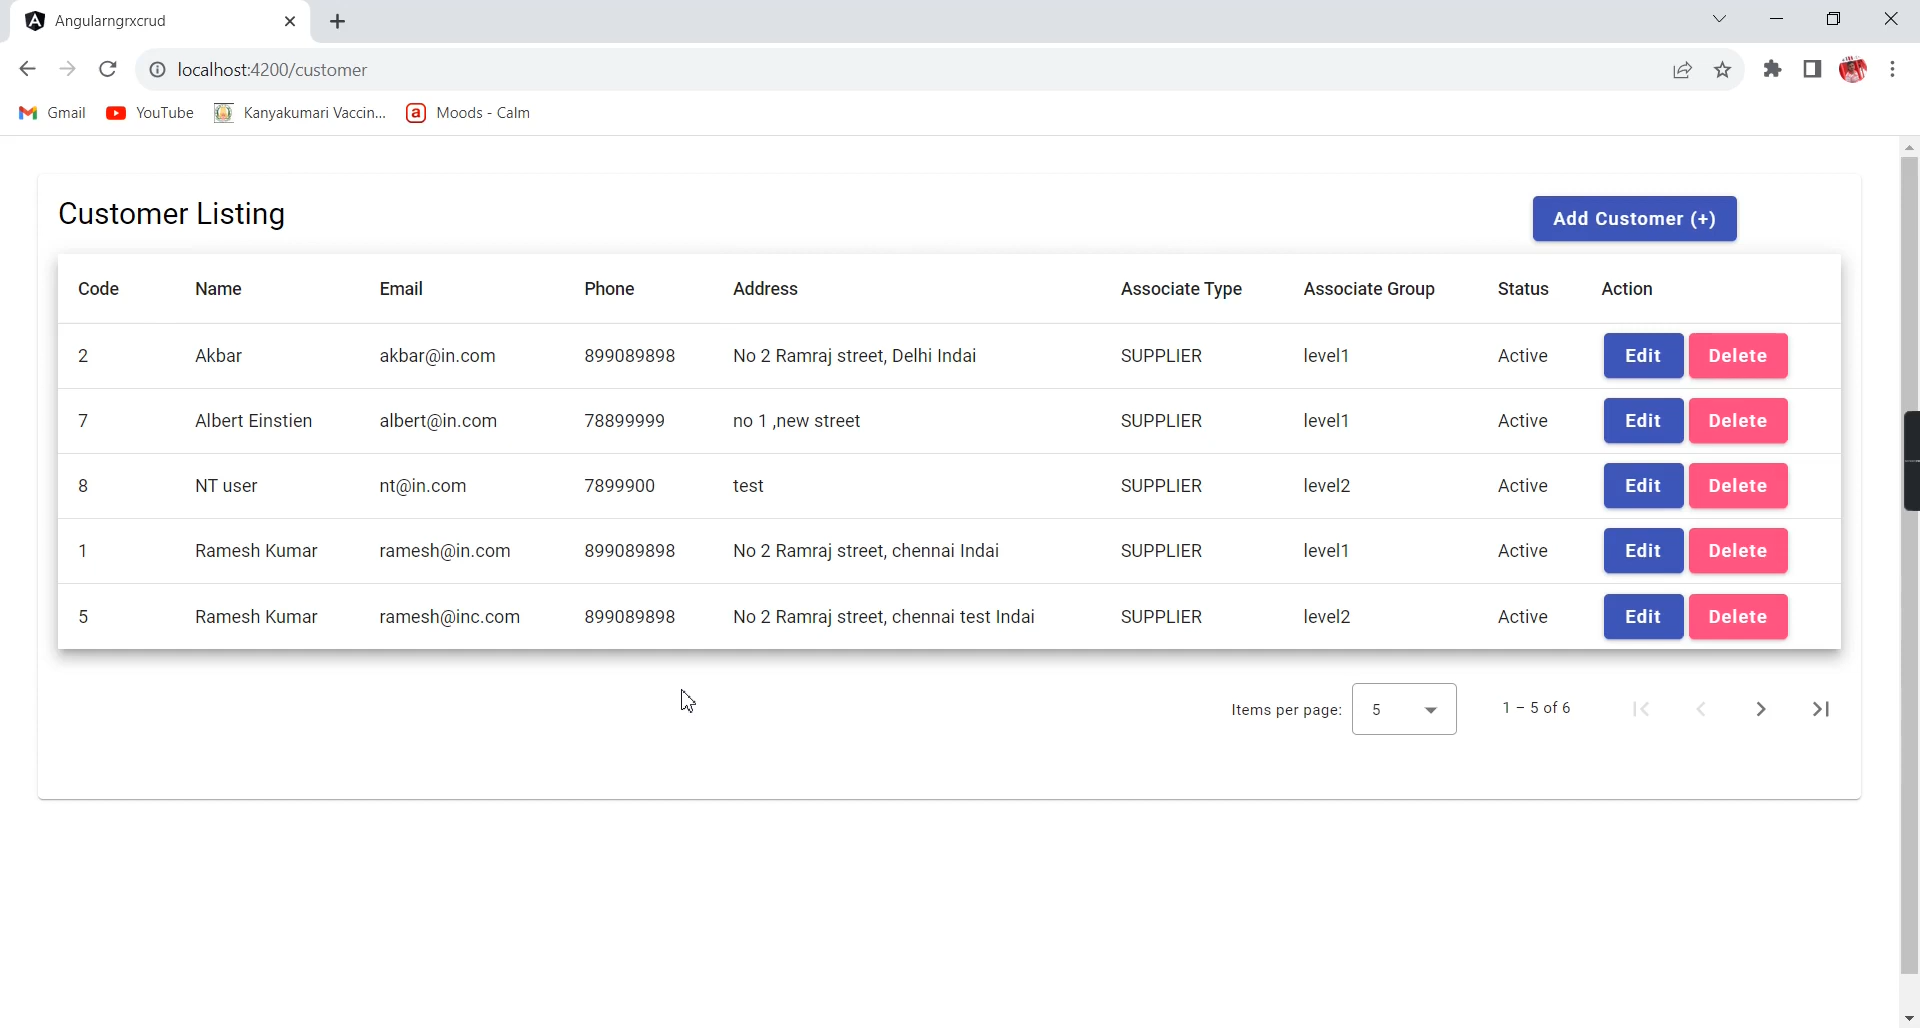 Angularngrxcrud
localhost:4200/customer
Gmail YouTube Kanyakumari Vaccin... a Moods - Calm
Customer Listing Add Customer (+)
Code Name Email Phone Address Associate Type Associate Group Status Action
2 Akbar akbar@in.com 899089898 No 2 Ramraj street, Delhi Indai SUPPLIER level1 Active Edit Delete
7 Albert Einstien albert@in.com 78899999 no 1 ,new street SUPPLIER level1 Active Edit Delete
8 NT user nt@in.com 7899900 test SUPPLIER level2 Active Edit Delete
1 Ramesh Kumar ramesh@in.com 899089898 No 2 Ramraj street, chennai Indai SUPPLIER level1 Active Edit Delete
5 Ramesh Kumar ramesh@inc.com 899089898 No 2 Ramraj street, chennai test Indai SUPPLIER level2 Active Edit Delete
Items per page: 5 1 – 5 of 6